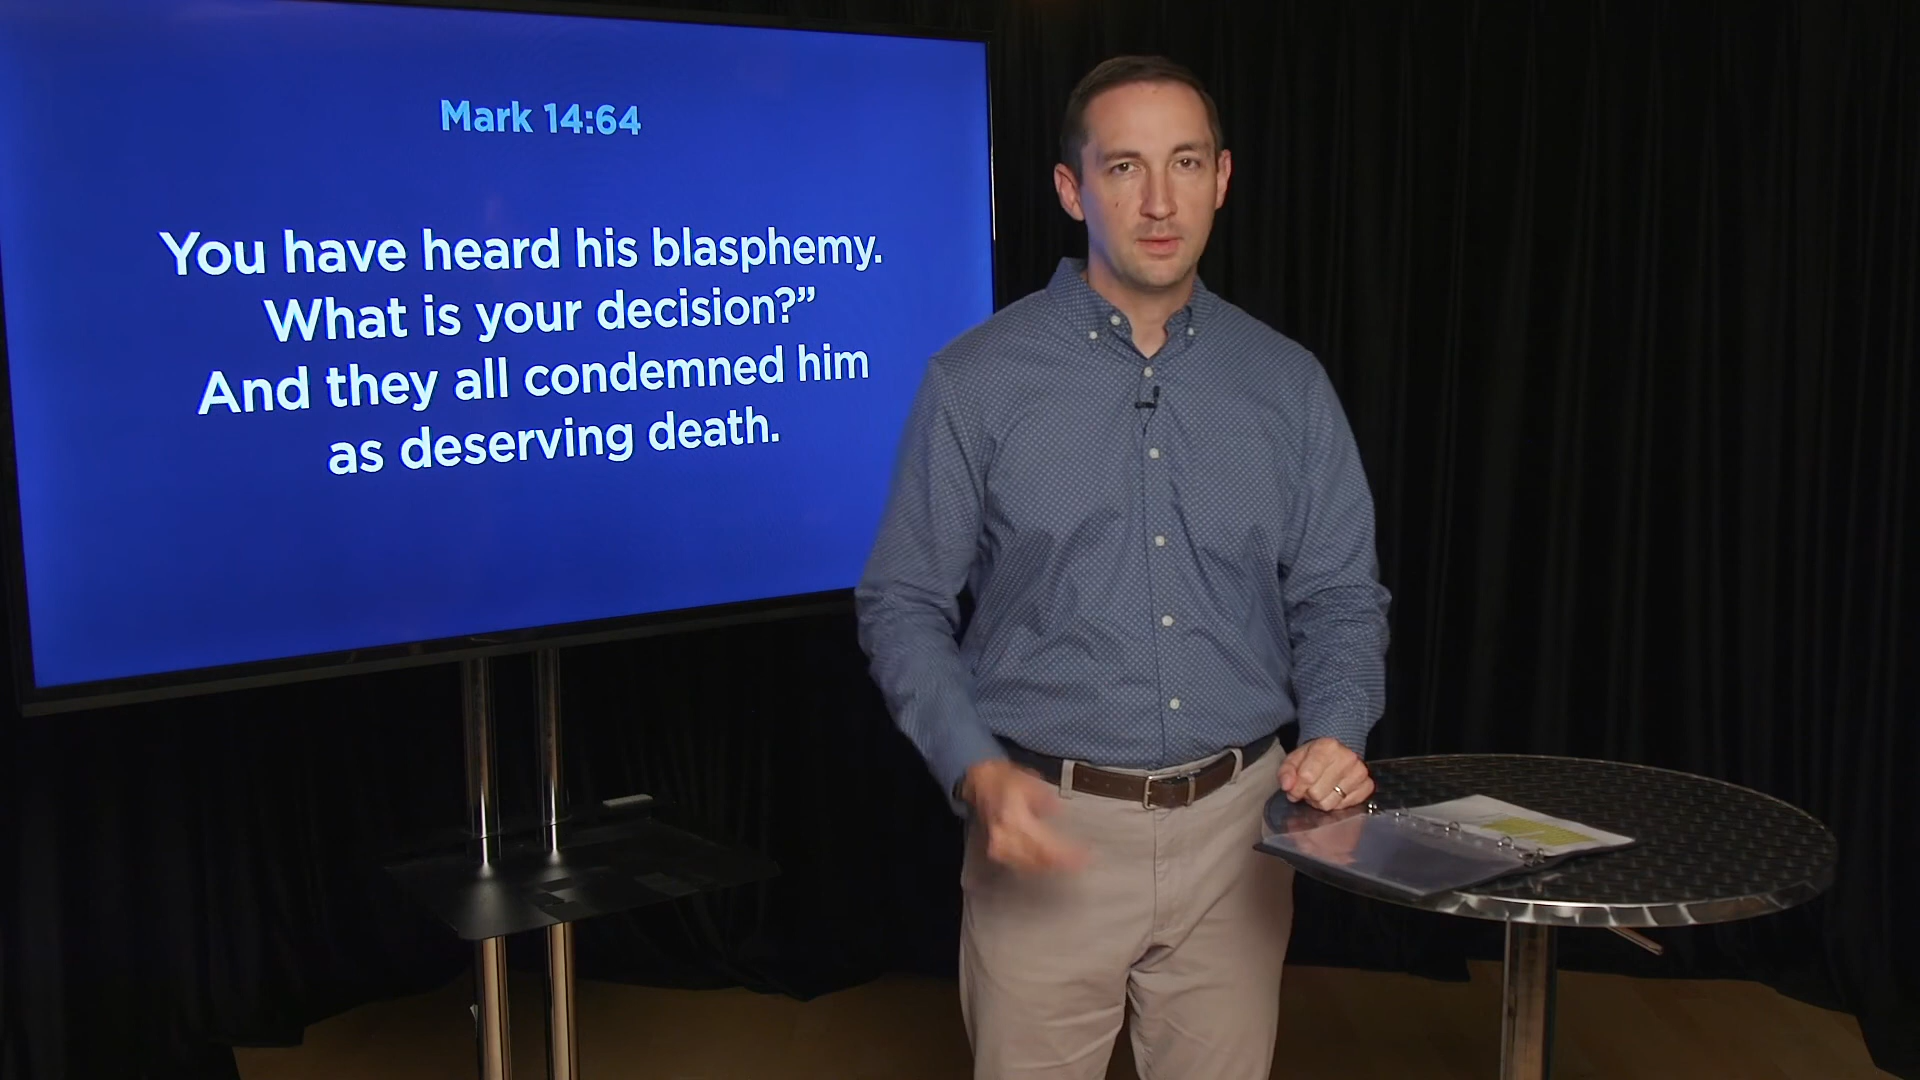 Mark 14:64
You have heard his blasphemy.
What is your decision?”
And they all condemned him
as deserving death.